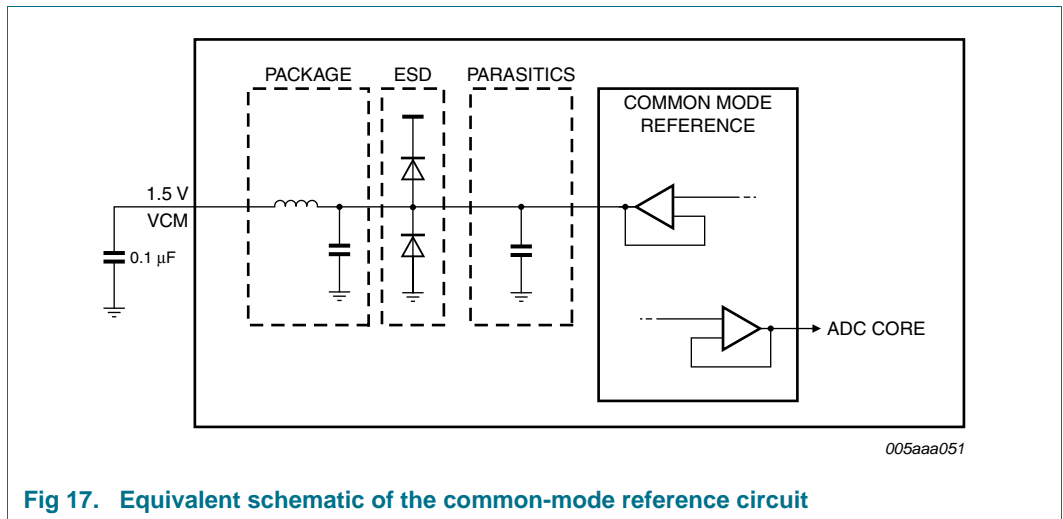 PACKAGE
ESD
PARASITICS
COMMON MODE
REFERENCE
1.5 V
VCM
0.1 μF
ADC CORE
005aaa051
Fig 17. Equivalent schematic of the common-mode reference circuit